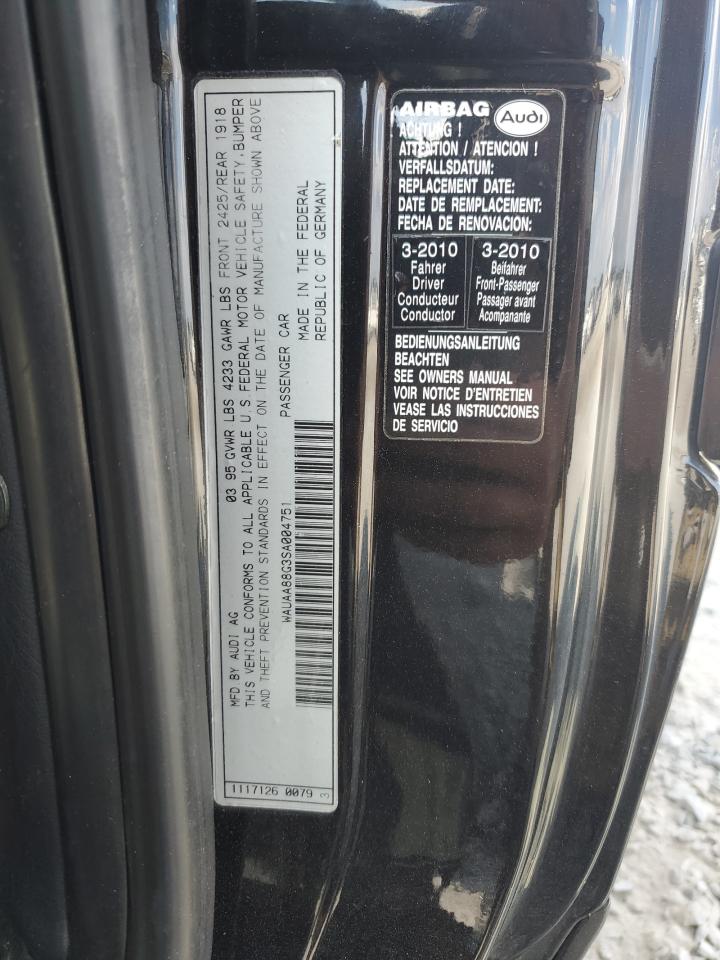 03 95 GVWR LBS 4233 GAWR LBS FRONT 2425/REAR 1918
MFD BY AUDI AG
THIS VEHICLE CONFORMS TO ALL APPLICABLE U.S FEDERAL MOTOR VEHICLE SAFETY, BUMPER
AND THEFT PREVENTION STANDARDS IN EFFECT ON THE DATE OF MANUFACTURE SHOWN ABOVE
WAUAA88G3SA004751
PASSENGER CAR
MADE IN THE FEDERAL
REPUBLIC OF GERMANY
1117126 0079
3
AIRBAG
Audi
ACHTUNG !
ATTENTION / ATENCION !
VERFALLSDATUM:
REPLACEMENT DATE:
DATE DE REMPLACEMENT:
FECHA DE RENOVACION:
3-2010
Fahrer
Driver
Conducteur
Conductor
3-2010
Beifahrer
Front-Passenger
Passager avant
Acompanante
BEDIENUNGSANLEITUNG
BEACHTEN
SEE OWNERS MANUAL
VOIR NOTICE D'ENTRETIEN
VEASE LAS INSTRUCCIONES
DE SERVICIO